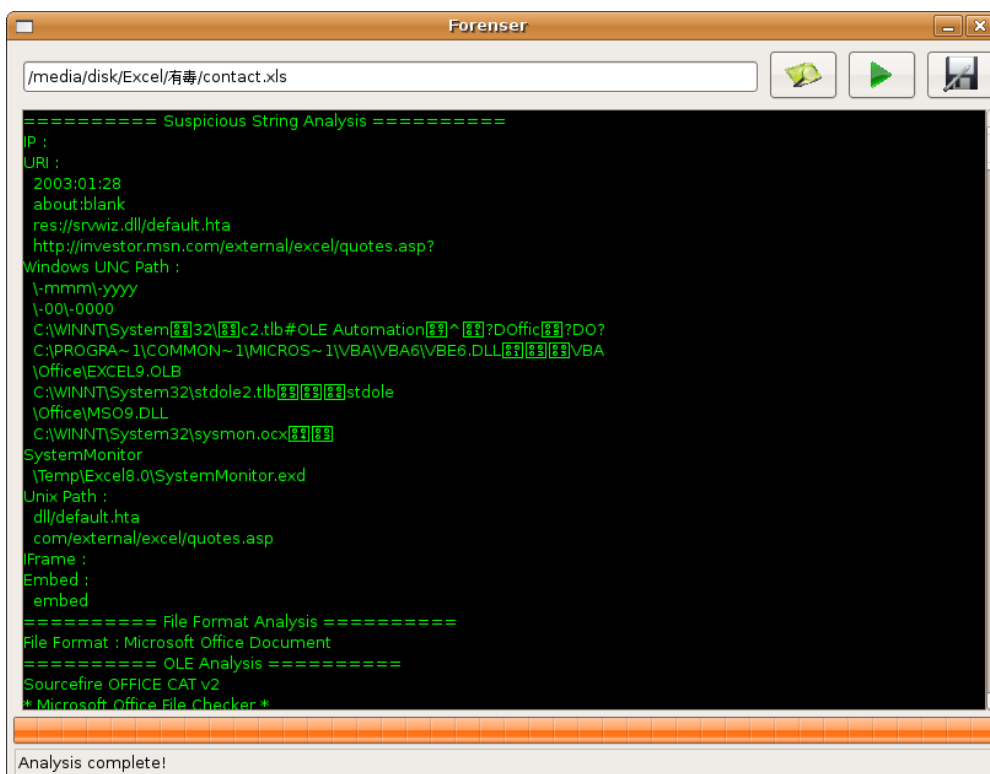 Forenser
/media/disk/Excel/有毒/contact.xls
========== Suspicious String Analysis ==========
IP :
URI :
2003:01:28
about:blank
res://srvwiz.dll/default.hta
http://investor.msn.com/external/excel/quotes.asp?
Windows UNC Path :
\-mmm\-yyyy
\-00\-0000
C:\WINNT\System32\c2.tlb#OLE Automation^?DOffic?DO?
C:\PROGRA~1\COMMON~1\MICROS~1\VBA\VBA6\VBE6.DLLVBA
\Office\EXCEL9.OLB
C:\WINNT\System32\stdole2.tlbstdole
\Office\MSO9.DLL
C:\WINNT\System32\sysmon.ocx
SystemMonitor
\Temp\Excel8.0\SystemMonitor.exd
Unix Path :
dll/default.hta
com/external/excel/quotes.asp
IFrame :
Embed :
embed
========== File Format Analysis ==========
File Format : Microsoft Office Document
========== OLE Analysis ==========
Sourcefire OFFICE CAT v2
* Microsoft Office File Checker *
Analysis complete!